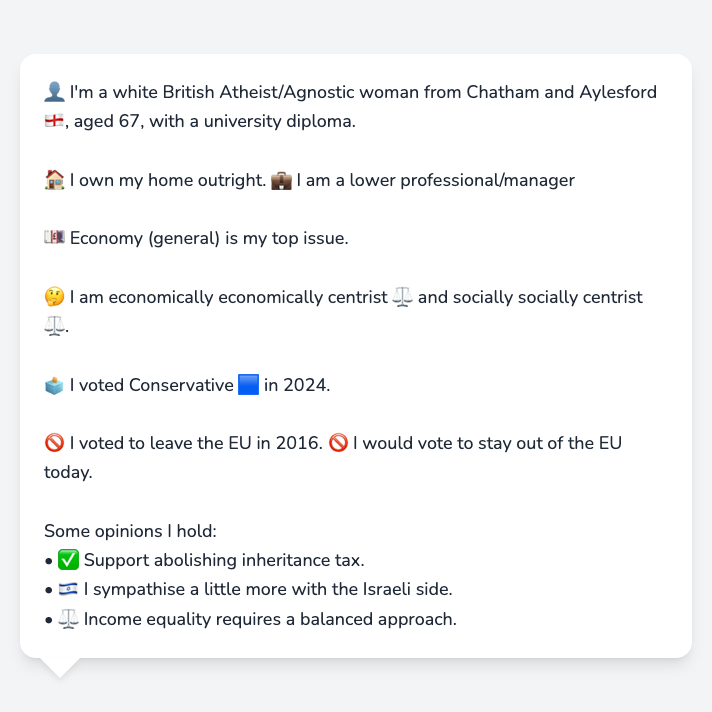 👤 I'm a white British Atheist/Agnostic woman from Chatham and Aylesford
🏴󠁧󠁢󠁥󠁮󠁧󠁿, aged 67, with a university diploma.
🏠 I own my home outright. 💼 I am a lower professional/manager
💷 Economy (general) is my top issue.
🤔 I am economically economically centrist ⚖️ and socially socially centrist
⚖️.
🗳️ I voted Conservative 🟦 in 2024.
🚫 I voted to leave the EU in 2016. 🚫 I would vote to stay out of the EU
today.
Some opinions I hold:
• ✅ Support abolishing inheritance tax.
• 🇮🇱 I sympathise a little more with the Israeli side.
• ⚖️ Income equality requires a balanced approach.